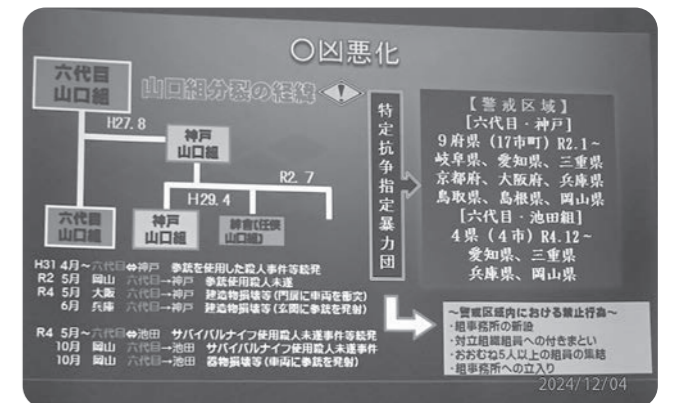 〇凶悪化
六代目
山口組
山口組分裂の経緯
!
H27.8
神戸
山口組
R2.7
H29.4
六代目
山口組
神戸
山口組
山口組】
特定抗争指定暴力団
【警戒区域】
[六代目・神戸]
9府県(17市町)R2.1~
岐阜県、愛知県、三重県
京都府、大阪府、兵庫県
鳥取県、島根県、岡山県
[六代目・池田組]
4県(4市)R4.12~
愛知県、三重県
兵庫県、岡山県
H31 4月~六代目⇔神戸 拳銃を使用した殺人事件等続発
R2 5月 岡山 六代目→神戸 拳銃使用殺人未遂
R4 5月 大阪 六代目→神戸 建造物損壊等(門扉に車両を衝突)
6月 兵庫 六代目→神戸 建造物損壊等(玄関に拳銃を発射)
R4 5月~六代目⇔池田 サバイバルナイフ使用殺人未遂事件等続発
10月 岡山 六代目→池田 サバイバルナイフ使用殺人未遂事件
10月 岡山 六代目→池田 器物損壊等(車両に拳銃を発射)
~警戒区域内における禁止行為~
・組事務所の新設
・対立組織組員への付きまとい
・おおむね5人以上の組員の集結
・組事務所への立入り
2024/12/04